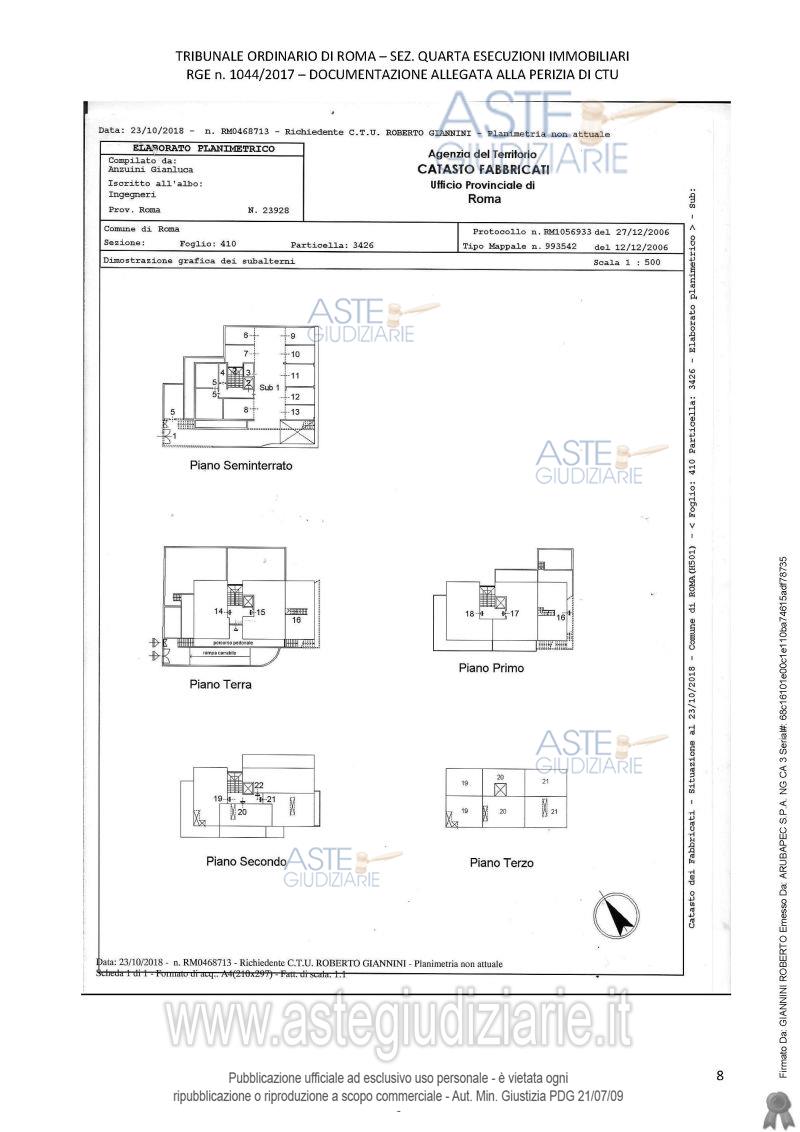 TRIBUNALE ORDINARIO DI ROMA – SEZ. QUARTA ESECUZIONI IMMOBILIARI
RGE n. 1044/2017 – DOCUMENTAZIONE ALLEGATA ALLA PERIZIA DI CTU
Data: 23/10/2018 - n. RM0468713 - Richiedente C.T.U. ROBERTO GIANNINI - Planimetria non attuale
ELABORATO PLANIMETRICO
Compilato da:
Anzuini Gianluca
Iscritto all'albo:
Ingegneri
Prov. Roma N. 23928
Agenzia del Territorio
CATASTO FABBRICATI
Ufficio Provinciale di
Roma
Comune di Roma
Sezione: Foglio: 410 Particella: 3426
Protocollo n. RM1056933 del 27/12/2006
Tipo Mappale n. 993542 del 12/12/2006
Dimostrazione grafica dei subalterni Scala 1 : 500
ASTE GIUDIZIARIE
ASTE GIUDIZIARIE
6 9
7 10
4 2 3 11
5 2 Sub 1
5 12
5 8 13
1
Piano Seminterrato
ASTE GIUDIZIARIE
14 15
16
percorso pedonale
rampa carrabile
Piano Terra
18 17
16
Piano Primo
22
19 21
20
Piano Secondo
ASTE GIUDIZIARIE
19 20 21
19 20 21
Piano Terzo
ASTE GIUDIZIARIE
Catasto dei Fabbricati - Situazione al 23/10/2018 - Comune di ROMA(H501) - < Foglio: 410 Particella: 3426 - Elaborato planimetrico > - Sub:
Data: 23/10/2018 - n. RM0468713 - Richiedente C.T.U. ROBERTO GIANNINI - Planimetria non attuale
Scheda 1 di 1 - Formato di acq.: A4(210x297) - Fatt. di scala: 1:1
www.astegiudiziarie.it
Pubblicazione ufficiale ad esclusivo uso personale - è vietata ogni
ripubblicazione o riproduzione a scopo commerciale - Aut. Min. Giustizia PDG 21/07/09
-
8
Firmato Da: GIANNINI ROBERTO Emesso Da: ARUBAPEC S.P.A. NG CA 3 Serial#: 68c16101e00c1e110ba74615adf78735